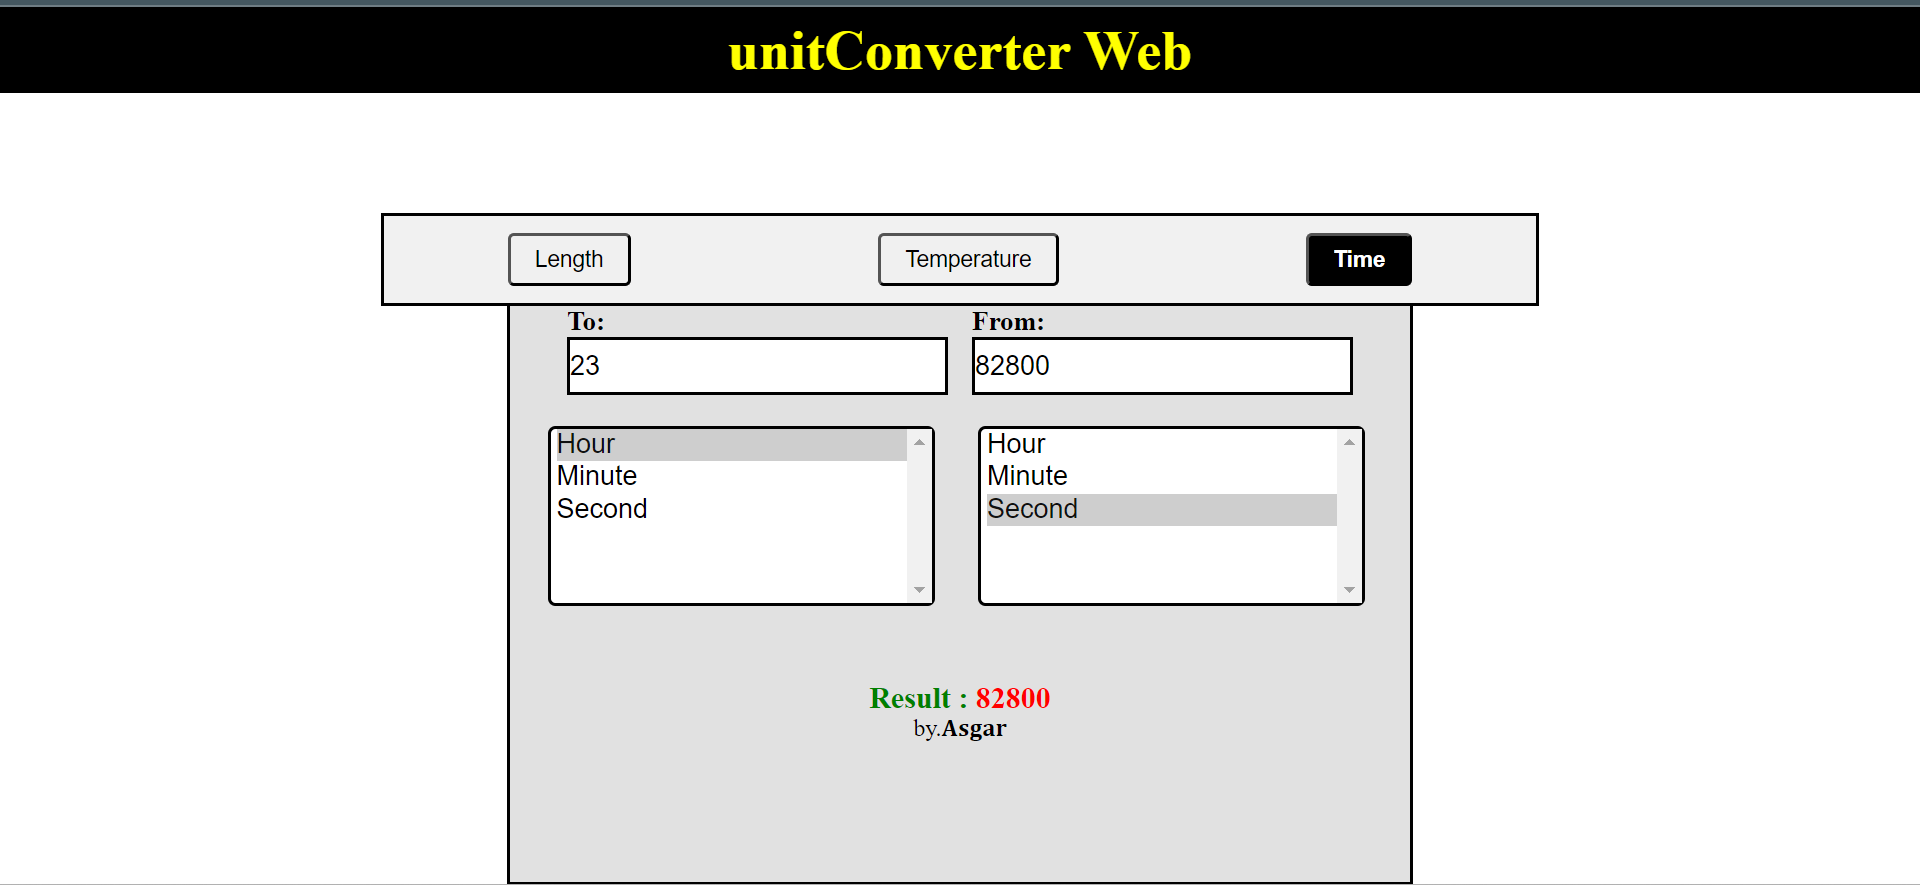 unitConverter Web
Length Temperature Time
To: From:
23 82800
Hour Hour
Minute Minute
Second Second
Result : 82800
by.Asgar